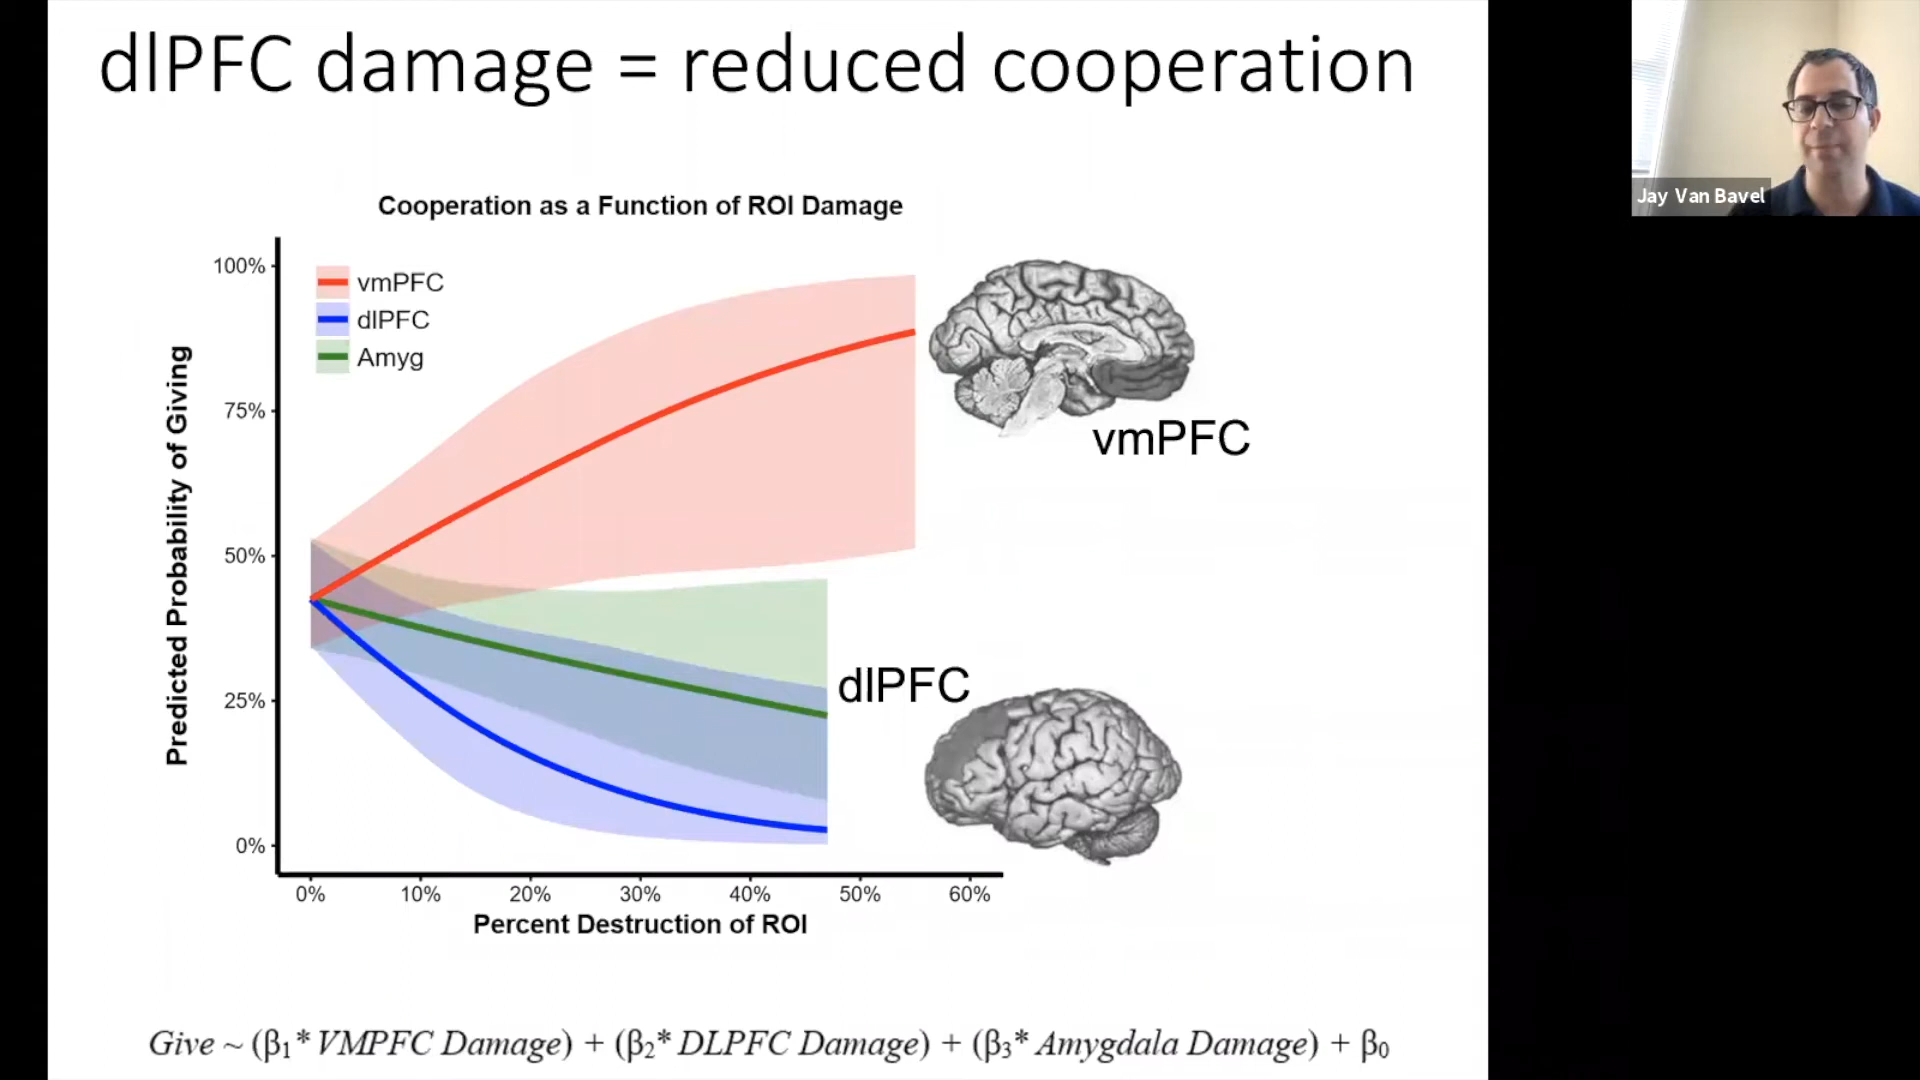 dlPFC damage = reduced cooperation
Jay Van Bavel
Cooperation as a Function of ROI Damage
100%
75%
50%
25%
0%
Predicted Probability of Giving
vmPFC
dlPFC
Amyg
vmPFC
dlPFC
0% 10% 20% 30% 40% 50% 60%
Percent Destruction of ROI
Give ~ (β₁* VMPFC Damage) + (β₂* DLPFC Damage) + (β₃* Amygdala Damage) + β₀